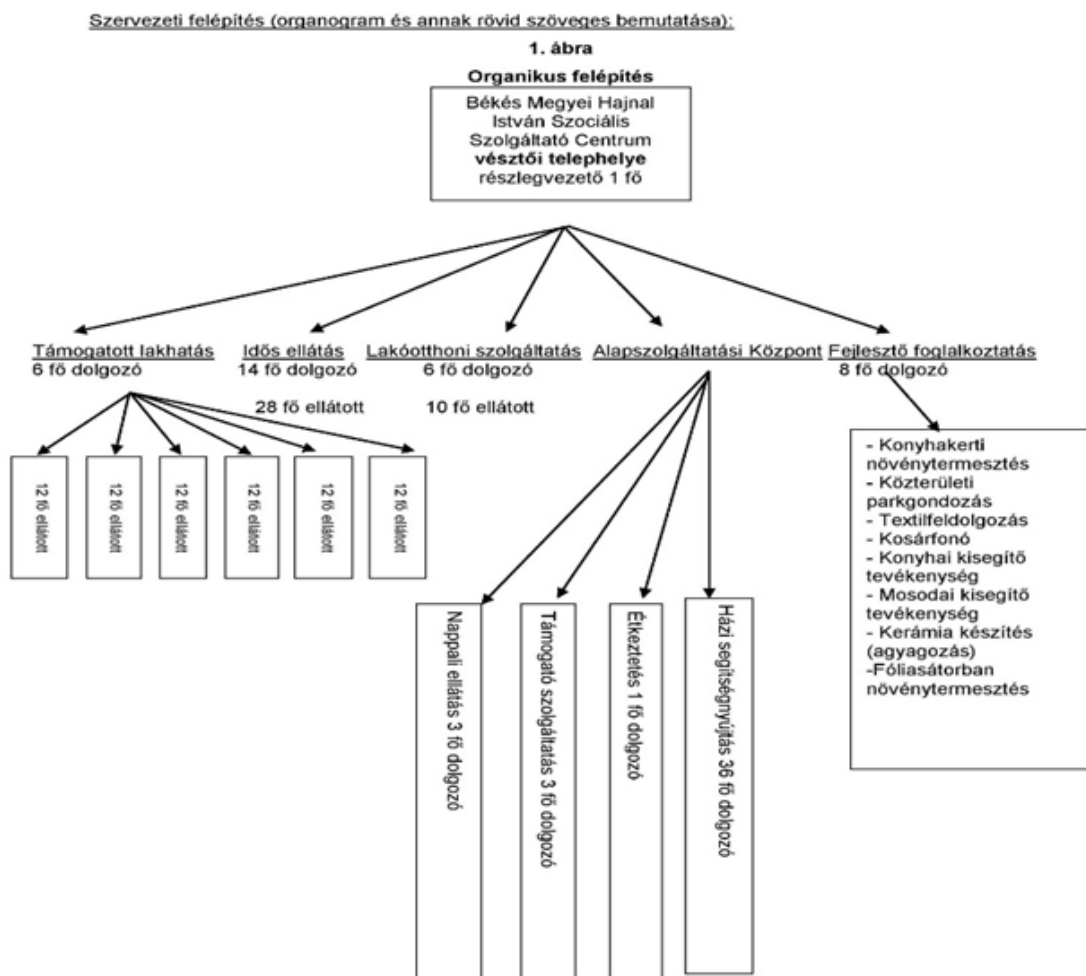 Szervezeti felépítés (organogram és annak rövid szöveges bemutatása):
1. ábra
Organikus felépítés
Békés Megyei Hajnal
István Szociális
Szolgáltató Centrum
vésztői telephelye
részlegvezető 1 fő
Támogatott lakhatás
6 fő dolgozó
Idős ellátás
14 fő dolgozó
28 fő ellátott
Lakóotthoni szolgáltatás
6 fő dolgozó
10 fő ellátott
Alapszolgáltatási Központ
Fejlesztő foglalkoztatás
8 fő dolgozó
12 fő ellátott
12 fő ellátott
12 fő ellátott
12 fő ellátott
12 fő ellátott
12 fő ellátott
Nappali ellátás 3 fő dolgozó
Támogató szolgáltatás 3 fő dolgozó
Étkeztetés 1 fő dolgozó
Házi segítségnyújtás 36 fő dolgozó
- Konyhakerti
növénytermesztés
- Közterületi
parkgondozás
- Textilfeldolgozás
- Kosárfonó
- Konyhai kisegítő
tevékenység
- Mosodai kisegítő
tevékenység
- Kerámia készítés
(agyagozás)
-Fóliasátorban
növénytermesztés